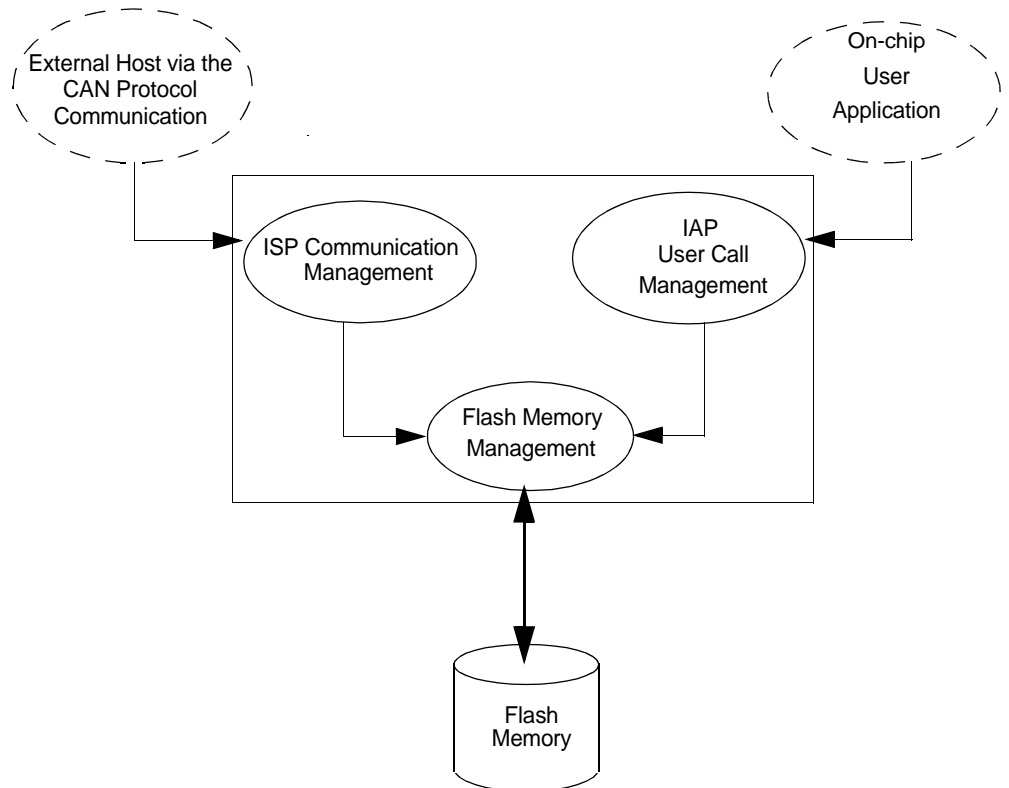 External Host via the
CAN Protocol
Communication
On-chip
User
Application
ISP Communication
Management
IAP
User Call
Management
Flash Memory
Management
Flash
Memory